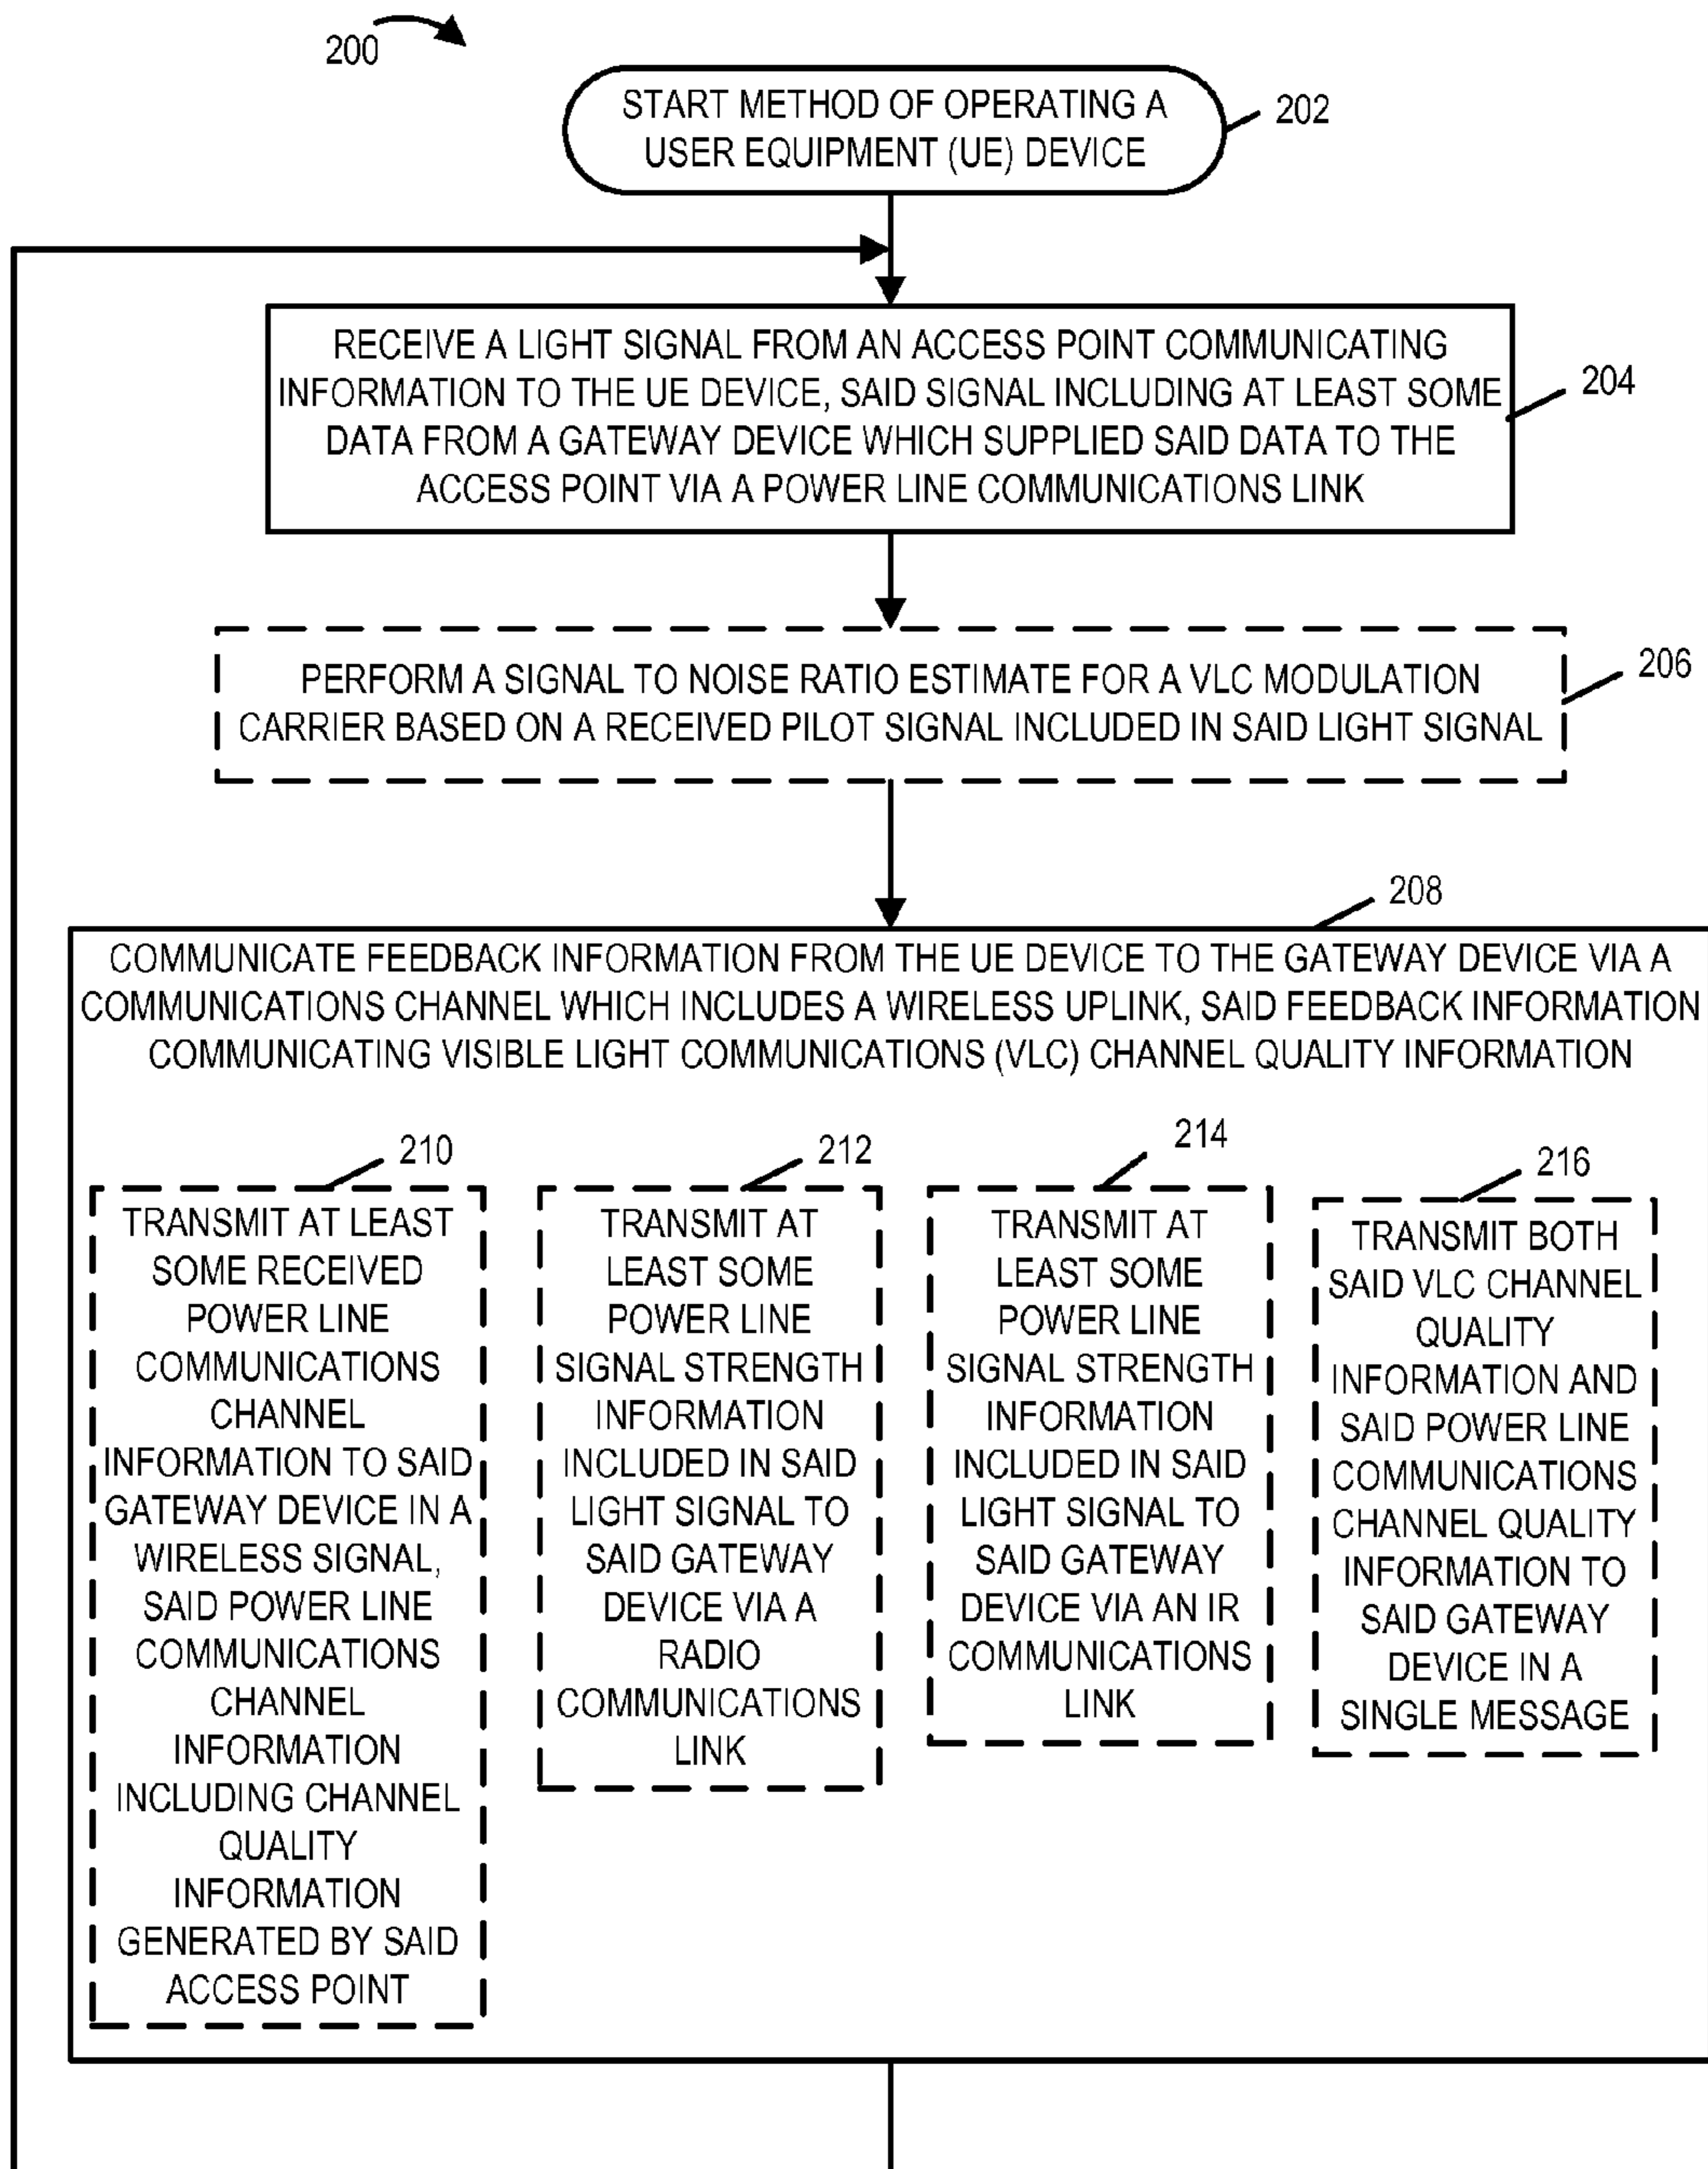 200
START METHOD OF OPERATING A
USER EQUIPMENT (UE) DEVICE
202
RECEIVE A LIGHT SIGNAL FROM AN ACCESS POINT COMMUNICATING
INFORMATION TO THE UE DEVICE, SAID SIGNAL INCLUDING AT LEAST SOME
DATA FROM A GATEWAY DEVICE WHICH SUPPLIED SAID DATA TO THE
ACCESS POINT VIA A POWER LINE COMMUNICATIONS LINK
204
PERFORM A SIGNAL TO NOISE RATIO ESTIMATE FOR A VLC MODULATION
CARRIER BASED ON A RECEIVED PILOT SIGNAL INCLUDED IN SAID LIGHT SIGNAL
206
208
COMMUNICATE FEEDBACK INFORMATION FROM THE UE DEVICE TO THE GATEWAY DEVICE VIA A
COMMUNICATIONS CHANNEL WHICH INCLUDES A WIRELESS UPLINK, SAID FEEDBACK INFORMATION
COMMUNICATING VISIBLE LIGHT COMMUNICATIONS (VLC) CHANNEL QUALITY INFORMATION
210
TRANSMIT AT LEAST
SOME RECEIVED
POWER LINE
COMMUNICATIONS
CHANNEL
INFORMATION TO SAID
GATEWAY DEVICE IN A
WIRELESS SIGNAL,
SAID POWER LINE
COMMUNICATIONS
CHANNEL
INFORMATION
INCLUDING CHANNEL
QUALITY
INFORMATION
GENERATED BY SAID
ACCESS POINT
212
TRANSMIT AT
LEAST SOME
POWER LINE
SIGNAL STRENGTH
INFORMATION
INCLUDED IN SAID
LIGHT SIGNAL TO
SAID GATEWAY
DEVICE VIA A
RADIO
COMMUNICATIONS
LINK
214
TRANSMIT AT
LEAST SOME
POWER LINE
SIGNAL STRENGTH
INFORMATION
INCLUDED IN SAID
LIGHT SIGNAL TO
SAID GATEWAY
DEVICE VIA AN IR
COMMUNICATIONS
LINK
216
TRANSMIT BOTH
SAID VLC CHANNEL
QUALITY
INFORMATION AND
SAID POWER LINE
COMMUNICATIONS
CHANNEL QUALITY
INFORMATION TO
SAID GATEWAY
DEVICE IN A
SINGLE MESSAGE